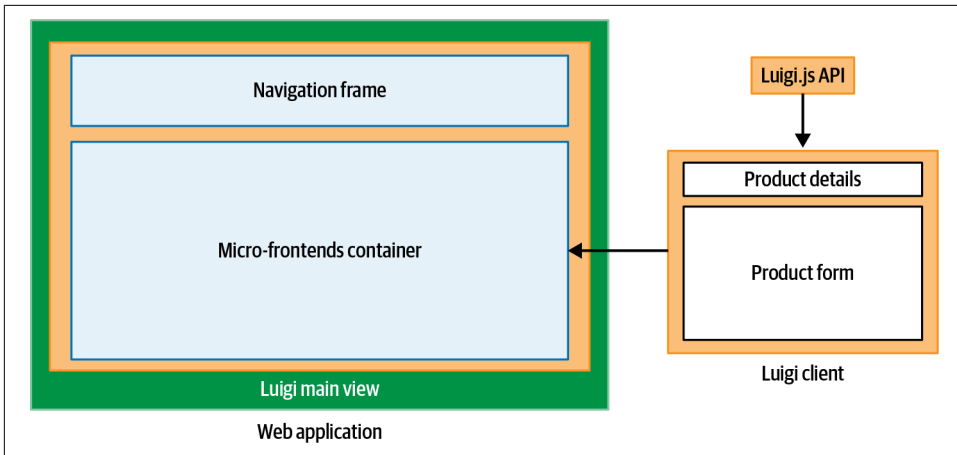 Navigation frame
Micro-frontends container
Luigi main view
Web application
Luigi.js API
Product details
Product form
Luigi client